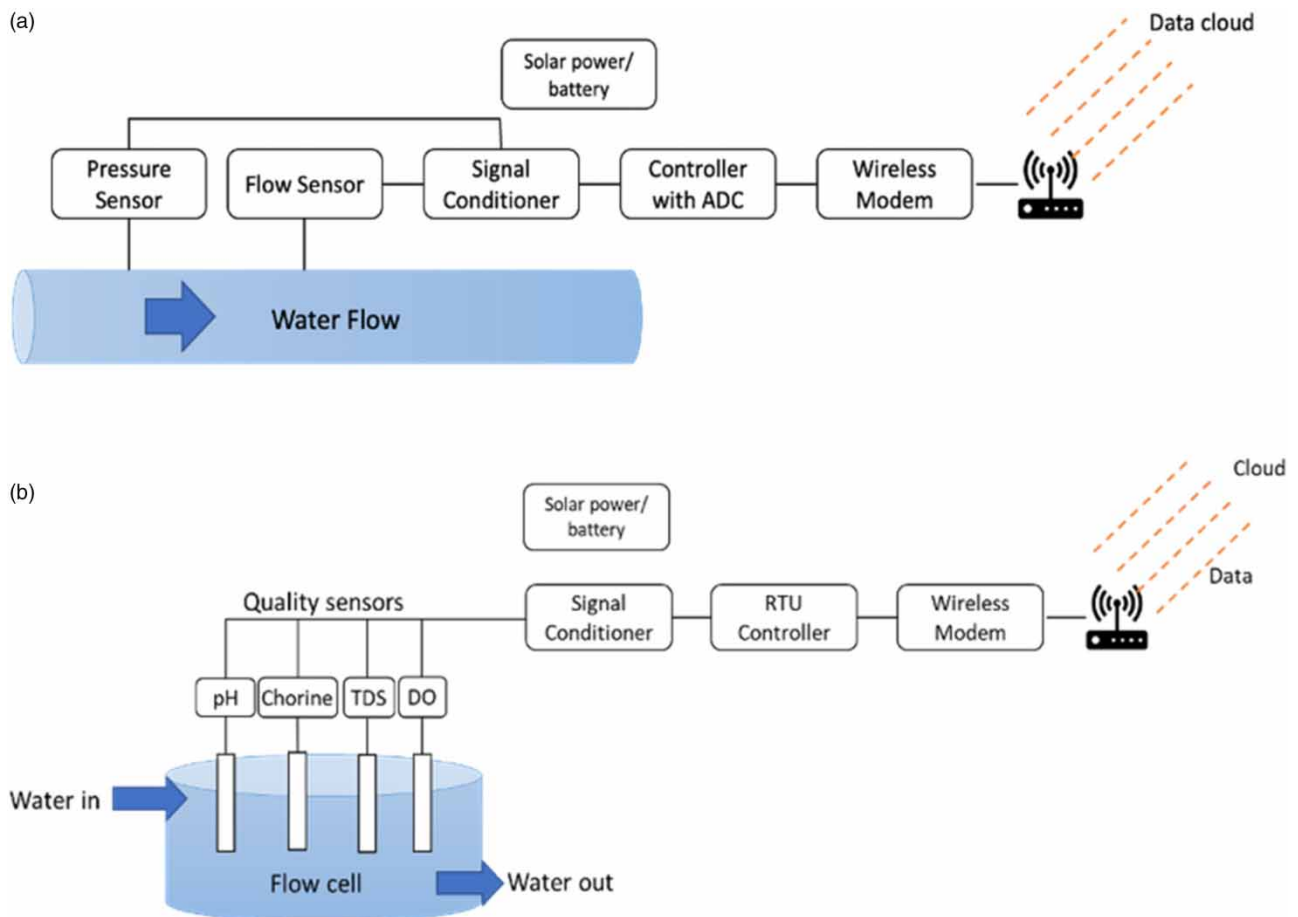 (a)
Data cloud
Solar power/
battery
Pressure
Sensor
Flow Sensor
Signal
Conditioner
Controller
with ADC
Wireless
Modem
Water Flow
(b)
Cloud
Solar power/
battery
Data
Quality sensors
Signal
Conditioner
RTU
Controller
Wireless
Modem
pH
Chorine
TDS
DO
Water in
Flow cell
Water out